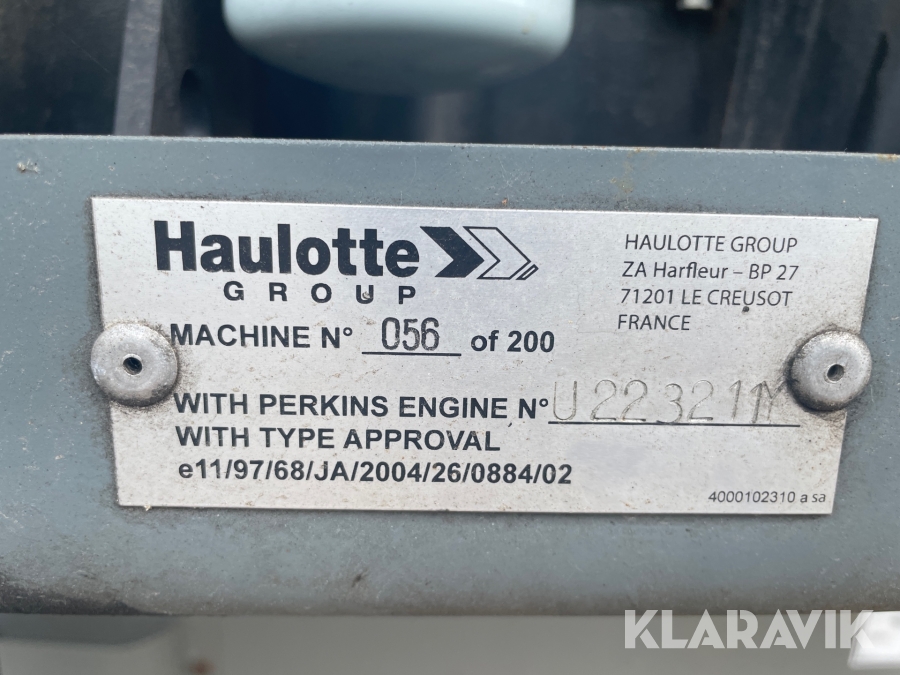 Haulotte
GROUP
HAULOTTE GROUP
ZA Harfleur – BP 27
71201 LE CREUSOT
FRANCE
MACHINE N° 056 of 200
WITH PERKINS ENGINE N° U223211M
WITH TYPE APPROVAL
e11/97/68/JA/2004/26/0884/02
4000102310 a sa
KLARAVIK